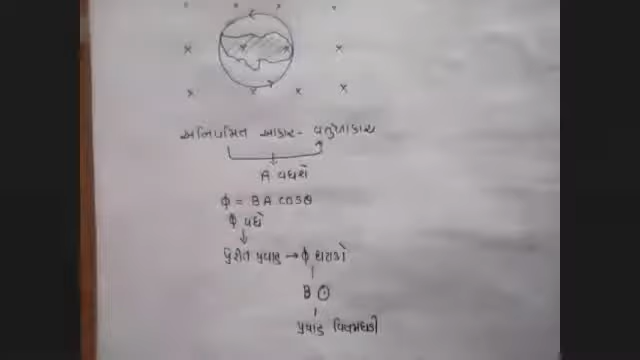 અનિયમિત આકાર - વર્તુળાકાર
A વધશે
ϕ = BA cosθ
ϕ વધે
પ્રેરીત પ્રવાહ → ϕ ઘટાડો
B ⊙
પ્રવાહ વિષમઘડી